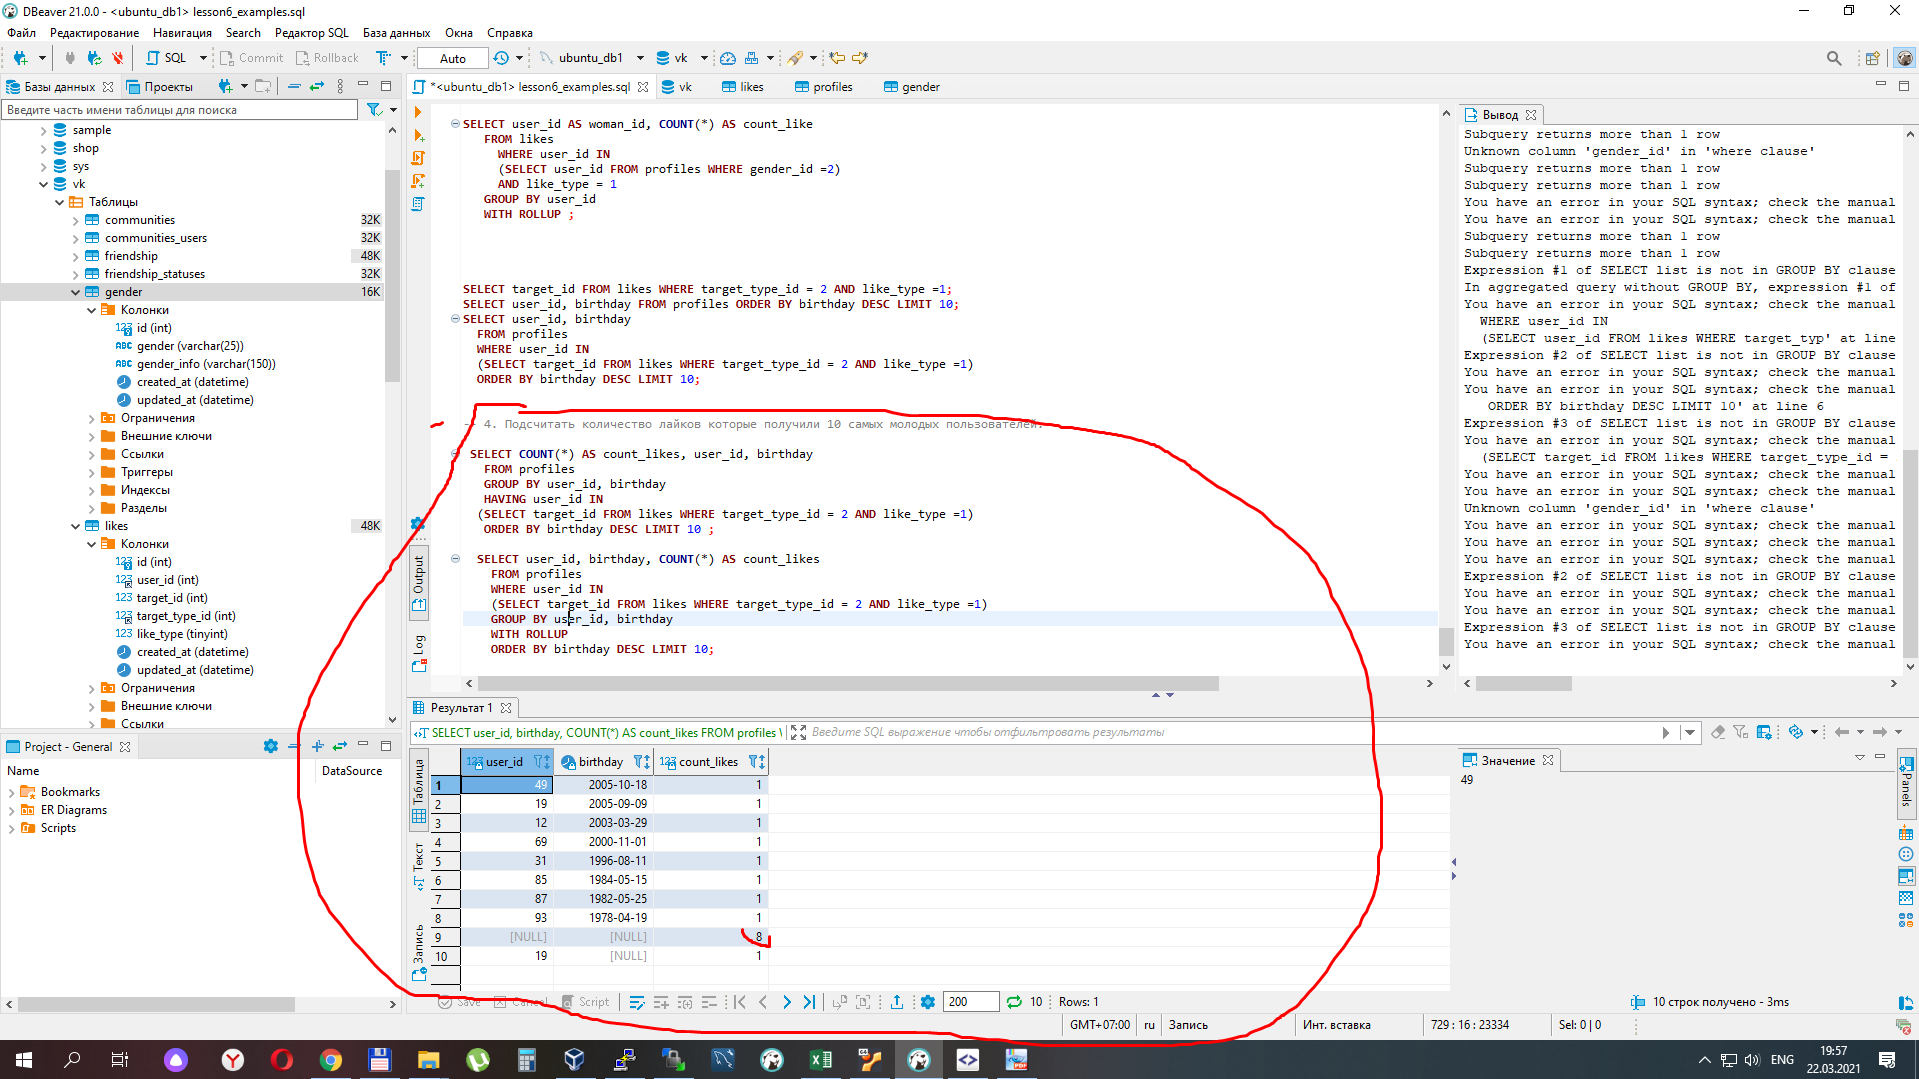 DBeaver 21.0.0 - <ubuntu_db1> lesson6_examples.sql
Файл Редактирование Навигация Search Редактор SQL База данных Окна Справка
SQL Commit Rollback Auto ubuntu_db1 vk
Базы данных Проекты
Введите часть имени таблицы для поиска
sample
shop
sys
vk
Таблицы
communities 32K
communities_users 32K
friendship 48K
friendship_statuses 32K
gender 16K
Колонки
id (int)
gender (varchar(25))
gender_info (varchar(150))
created_at (datetime)
updated_at (datetime)
Ограничения
Внешние ключи
Ссылки
Триггеры
Индексы
Разделы
likes 48K
Колонки
id (int)
user_id (int)
target_id (int)
target_type_id (int)
like_type (tinyint)
created_at (datetime)
updated_at (datetime)
Ограничения
Внешние ключи
Ссылки
Project - General
Name DataSource
Bookmarks
ER Diagrams
Scripts
*<ubuntu_db1> lesson6_examples.sql vk likes profiles gender
SELECT user_id AS woman_id, COUNT(*) AS count_like
FROM likes
WHERE user_id IN
(SELECT user_id FROM profiles WHERE gender_id =2)
AND like_type = 1
GROUP BY user_id
WITH ROLLUP ;
SELECT target_id FROM likes WHERE target_type_id = 2 AND like_type =1;
SELECT user_id, birthday FROM profiles ORDER BY birthday DESC LIMIT 10;
SELECT user_id, birthday
FROM profiles
WHERE user_id IN
(SELECT target_id FROM likes WHERE target_type_id = 2 AND like_type =1)
ORDER BY birthday DESC LIMIT 10;
-- 4. Подсчитать количество лайков которые получили 10 самых молодых пользователей.
SELECT COUNT(*) AS count_likes, user_id, birthday
FROM profiles
GROUP BY user_id, birthday
HAVING user_id IN
(SELECT target_id FROM likes WHERE target_type_id = 2 AND like_type =1)
ORDER BY birthday DESC LIMIT 10 ;
SELECT user_id, birthday, COUNT(*) AS count_likes
FROM profiles
WHERE user_id IN
(SELECT target_id FROM likes WHERE target_type_id = 2 AND like_type =1)
GROUP BY user_id, birthday
WITH ROLLUP
ORDER BY birthday DESC LIMIT 10;
Output
Log
Вывод
Subquery returns more than 1 row
Unknown column 'gender_id' in 'where clause'
Subquery returns more than 1 row
Subquery returns more than 1 row
You have an error in your SQL syntax; check the manual
You have an error in your SQL syntax; check the manual
Subquery returns more than 1 row
Subquery returns more than 1 row
Expression #1 of SELECT list is not in GROUP BY clause
In aggregated query without GROUP BY, expression #1 of
You have an error in your SQL syntax; check the manual
WHERE user_id IN
(SELECT user_id FROM likes WHERE target_typ' at line
Expression #2 of SELECT list is not in GROUP BY clause
You have an error in your SQL syntax; check the manual
You have an error in your SQL syntax; check the manual
ORDER BY birthday DESC LIMIT 10' at line 6
Expression #3 of SELECT list is not in GROUP BY clause
You have an error in your SQL syntax; check the manual
(SELECT target_id FROM likes WHERE target_type_id =
You have an error in your SQL syntax; check the manual
You have an error in your SQL syntax; check the manual
Unknown column 'gender_id' in 'where clause'
You have an error in your SQL syntax; check the manual
You have an error in your SQL syntax; check the manual
You have an error in your SQL syntax; check the manual
Expression #2 of SELECT list is not in GROUP BY clause
You have an error in your SQL syntax; check the manual
You have an error in your SQL syntax; check the manual
Expression #3 of SELECT list is not in GROUP BY clause
You have an error in your SQL syntax; check the manual
Результат 1
SELECT user_id, birthday, COUNT(*) AS count_likes FROM profiles Введите SQL выражение чтобы отфильтровать результаты
Таблица
Текст
Запись
user_id birthday count_likes
1 49 2005-10-18 1
2 19 2005-09-09 1
3 12 2003-03-29 1
4 69 2000-11-01 1
5 31 1996-08-11 1
6 85 1984-05-15 1
7 87 1982-05-25 1
8 93 1978-04-19 1
9 [NULL] [NULL] 8
10 19 [NULL] 1
Значение
49
Panels
Save Cancel Script 200 10 Rows: 1 10 строк получено - 3ms
GMT+07:00 ru Запись Инт. вставка 729 : 16 : 23334 Sel: 0 | 0
ENG 19:57
22.03.2021